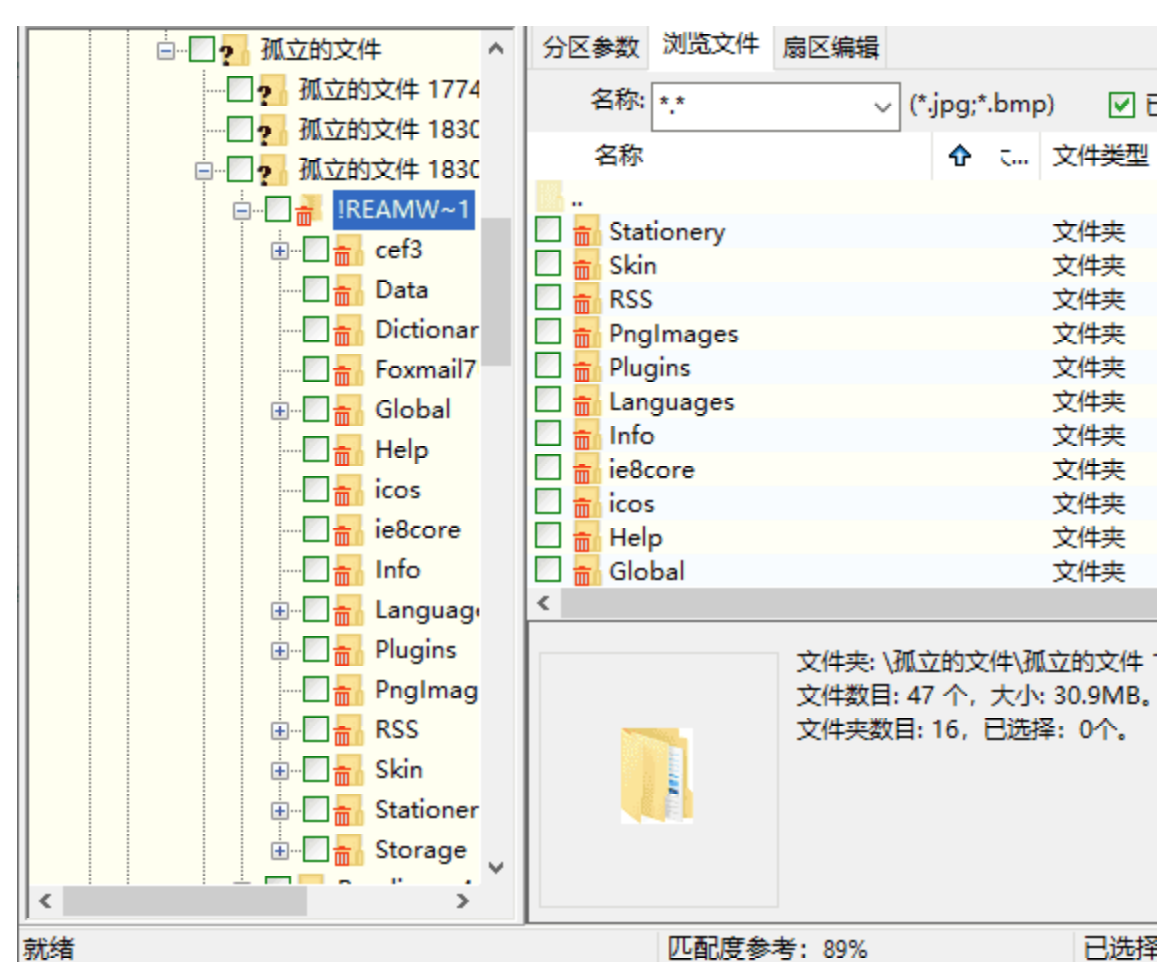 孤立的文件
孤立的文件 1774
孤立的文件 1830
孤立的文件 1830
!REAMW~1
cef3
Data
Dictionar
Foxmail7
Global
Help
icos
ie8core
Info
Languag
Plugins
PngImag
RSS
Skin
Stationer
Storage
分区参数 浏览文件 扇区编辑
名称: *.* (*.jpg;*.bmp)
名称 文件类型
..
Stationery 文件夹
Skin 文件夹
RSS 文件夹
PngImages 文件夹
Plugins 文件夹
Languages 文件夹
Info 文件夹
ie8core 文件夹
icos 文件夹
Help 文件夹
Global 文件夹
文件夹: \孤立的文件\孤立的文件
文件数目: 47 个，大小: 30.9MB。
文件夹数目: 16，已选择：0个。
就绪 匹配度参考：89% 已选择